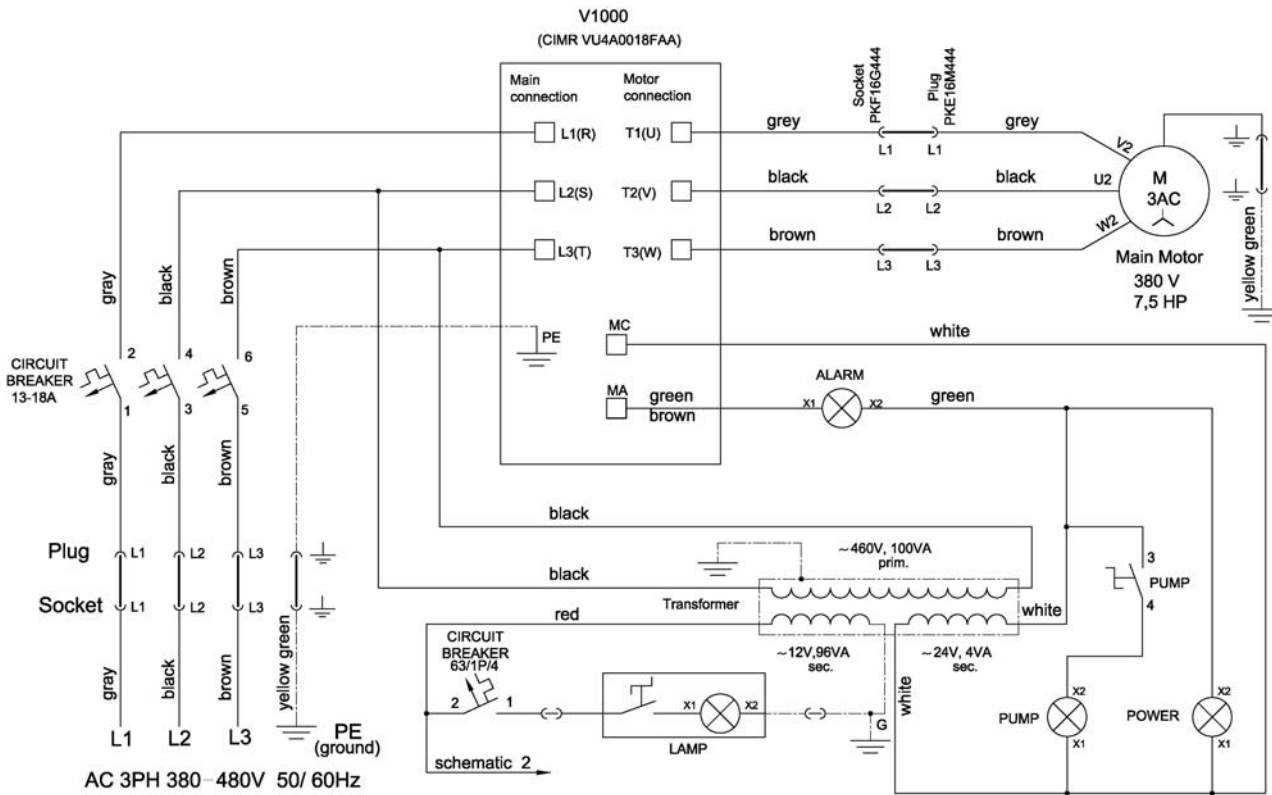 V1000
(CIMR VU4A0018FAA)
Main
connection
Motor
connection
Socket
PKF16G444
Plug
PKE16M444
L1(R)
T1(U)
grey
L1
L1
grey
V2
L2(S)
T2(V)
black
L2
L2
black
U2
M
3AC
L3(T)
T3(W)
brown
L3
L3
brown
W2
Main Motor
380 V
7,5 HP
yellow green
gray
black
brown
PE
MC
white
CIRCUIT
BREAKER
13-18A
2
4
6
1
3
5
MA
green
brown
X1
ALARM
X2
green
gray
black
brown
black
Plug
L1
L2
L3
black
~460V, 100VA
prim.
3
PUMP
4
Socket
L1
L2
L3
Transformer
white
red
~12V,96VA
sec.
~24V, 4VA
sec.
CIRCUIT
BREAKER
63/1P/4
2
1
X1
X2
LAMP
G
white
gray
black
brown
yellow green
PUMP
X2
X1
POWER
X2
X1
L1
L2
L3
PE
(ground)
schematic 2
AC 3PH 380-480V 50/ 60Hz